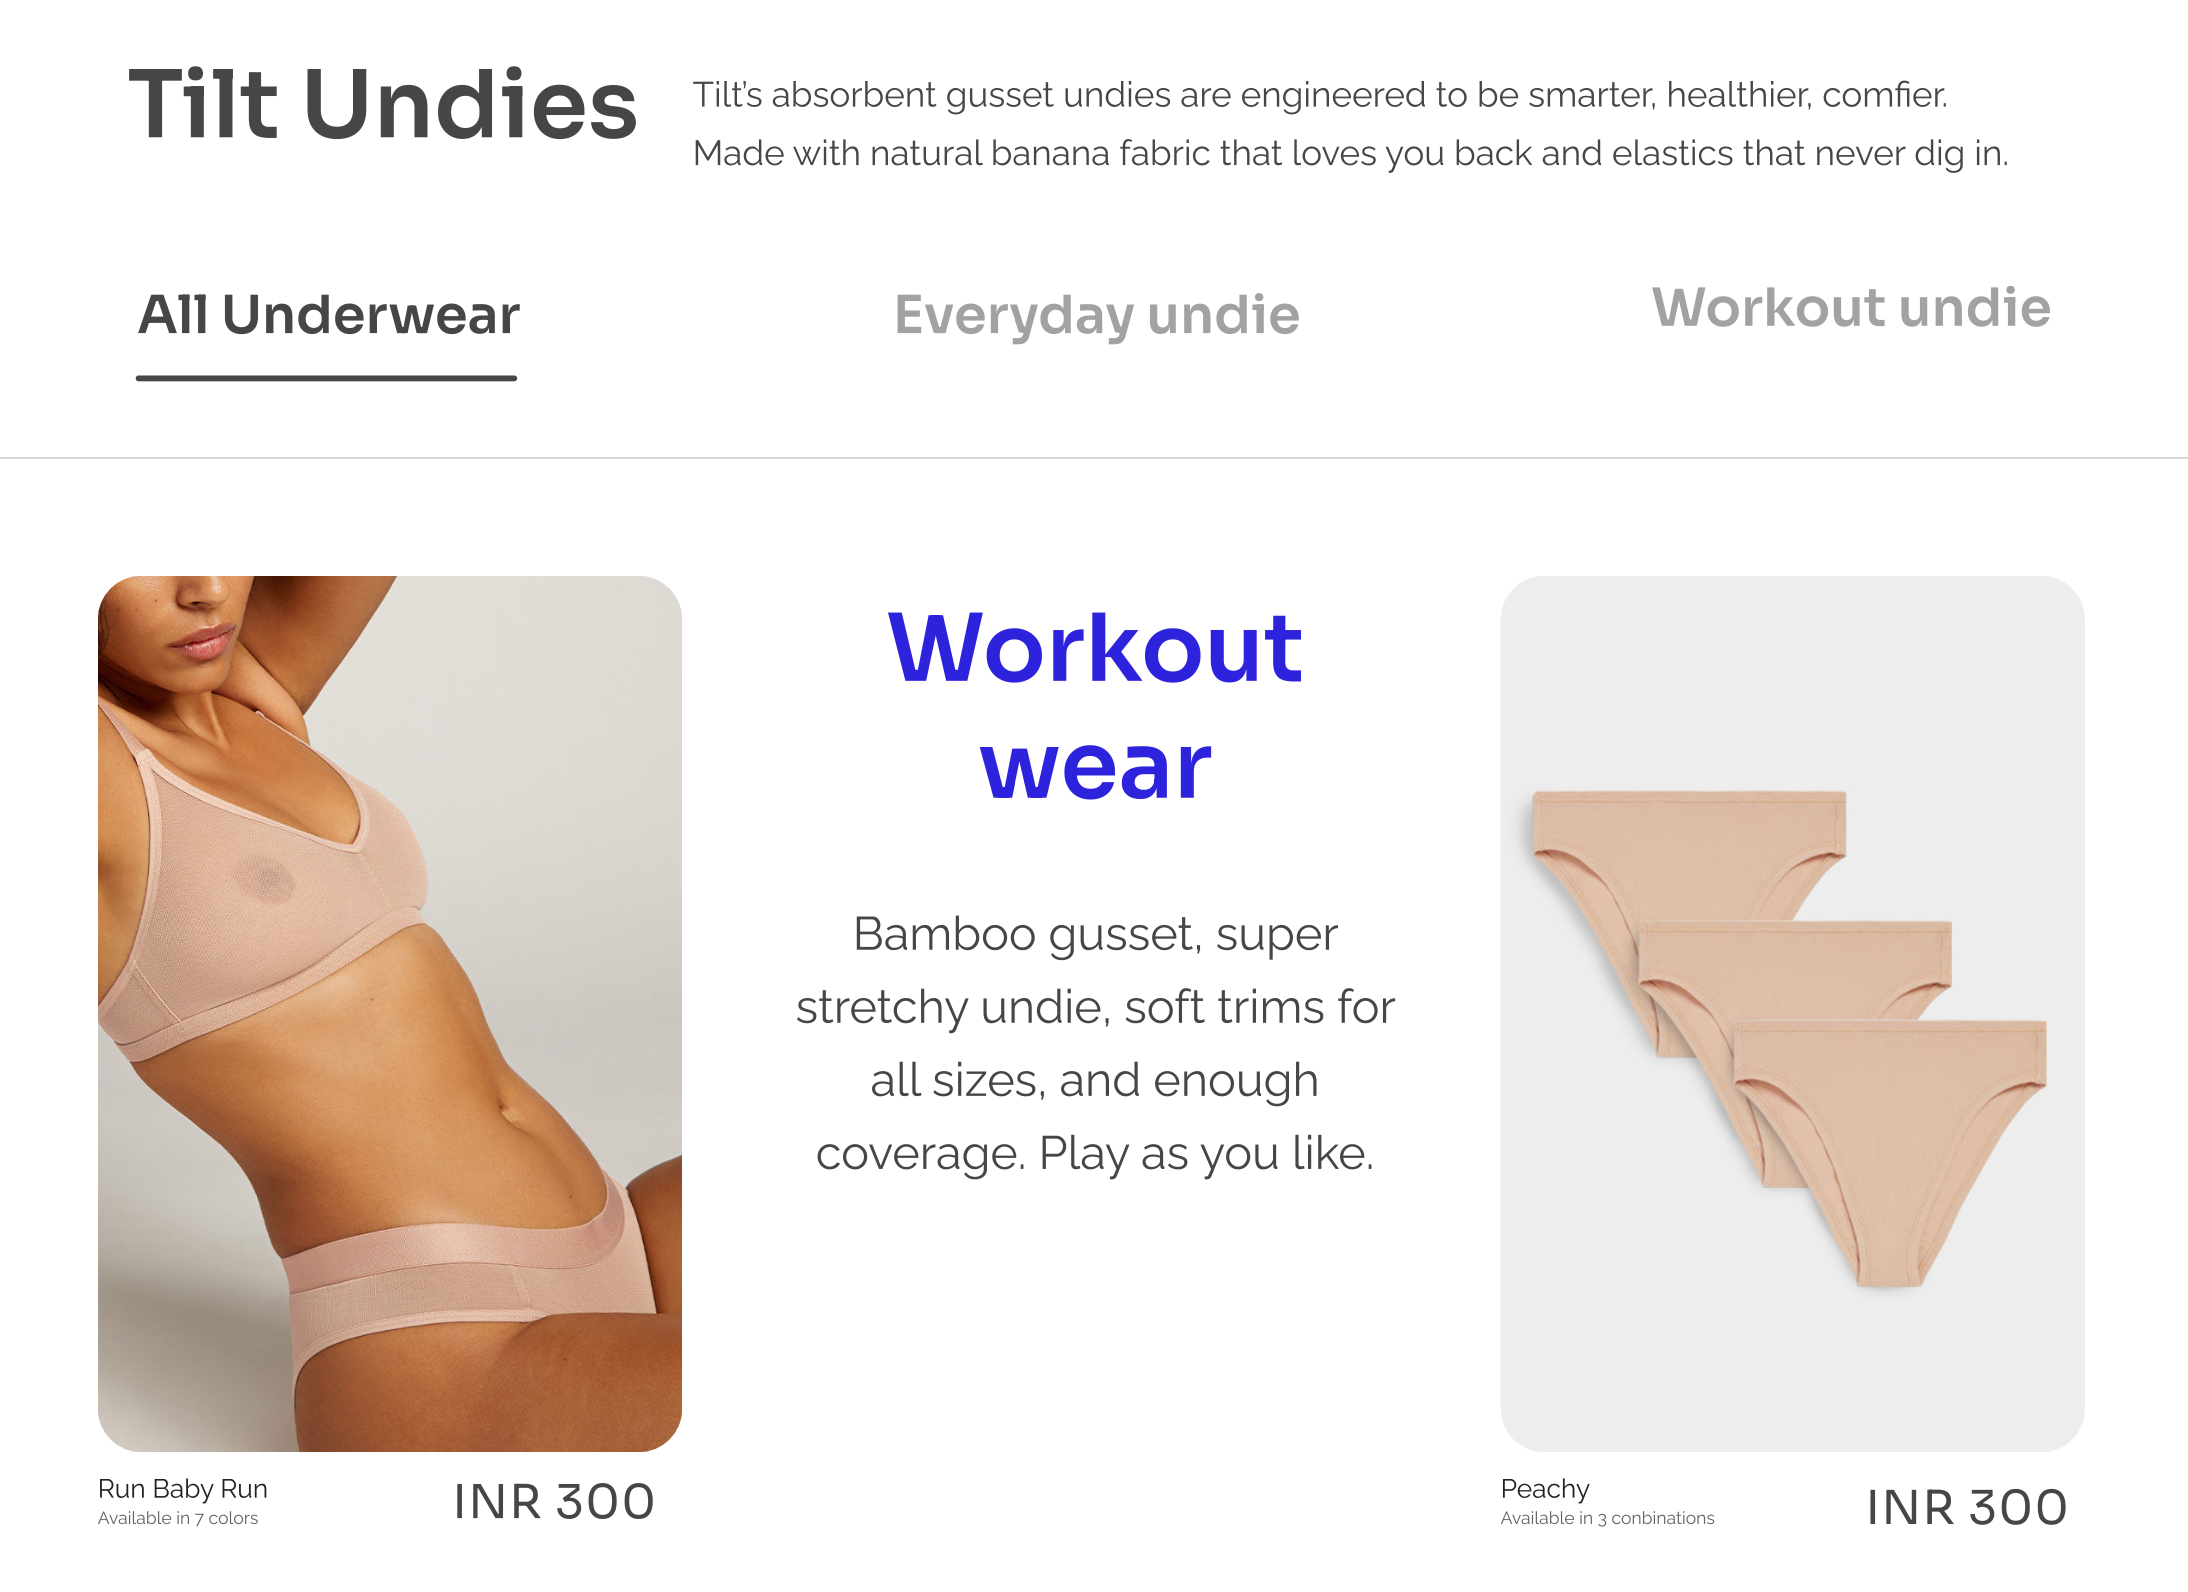 Tilt Undies
Tilt’s absorbent gusset undies are engineered to be smarter, healthier, comfier.
Made with natural banana fabric that loves you back and elastics that never dig in.
All Underwear
Everyday undie
Workout undie
Workout
wear
Bamboo gusset, super
stretchy undie, soft trims for
all sizes, and enough
coverage. Play as you like.
Run Baby Run
Available in 7 colors
INR 300
Peachy
Available in 3 conbinations
INR 300